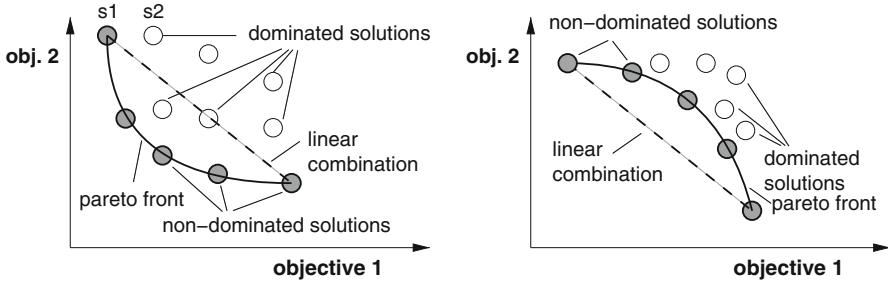 s1 s2
dominated solutions
obj. 2
linear
combination
pareto front
non−dominated solutions
objective 1
non−dominated solutions
obj. 2
linear
combination
dominated
solutions
pareto front
objective 1